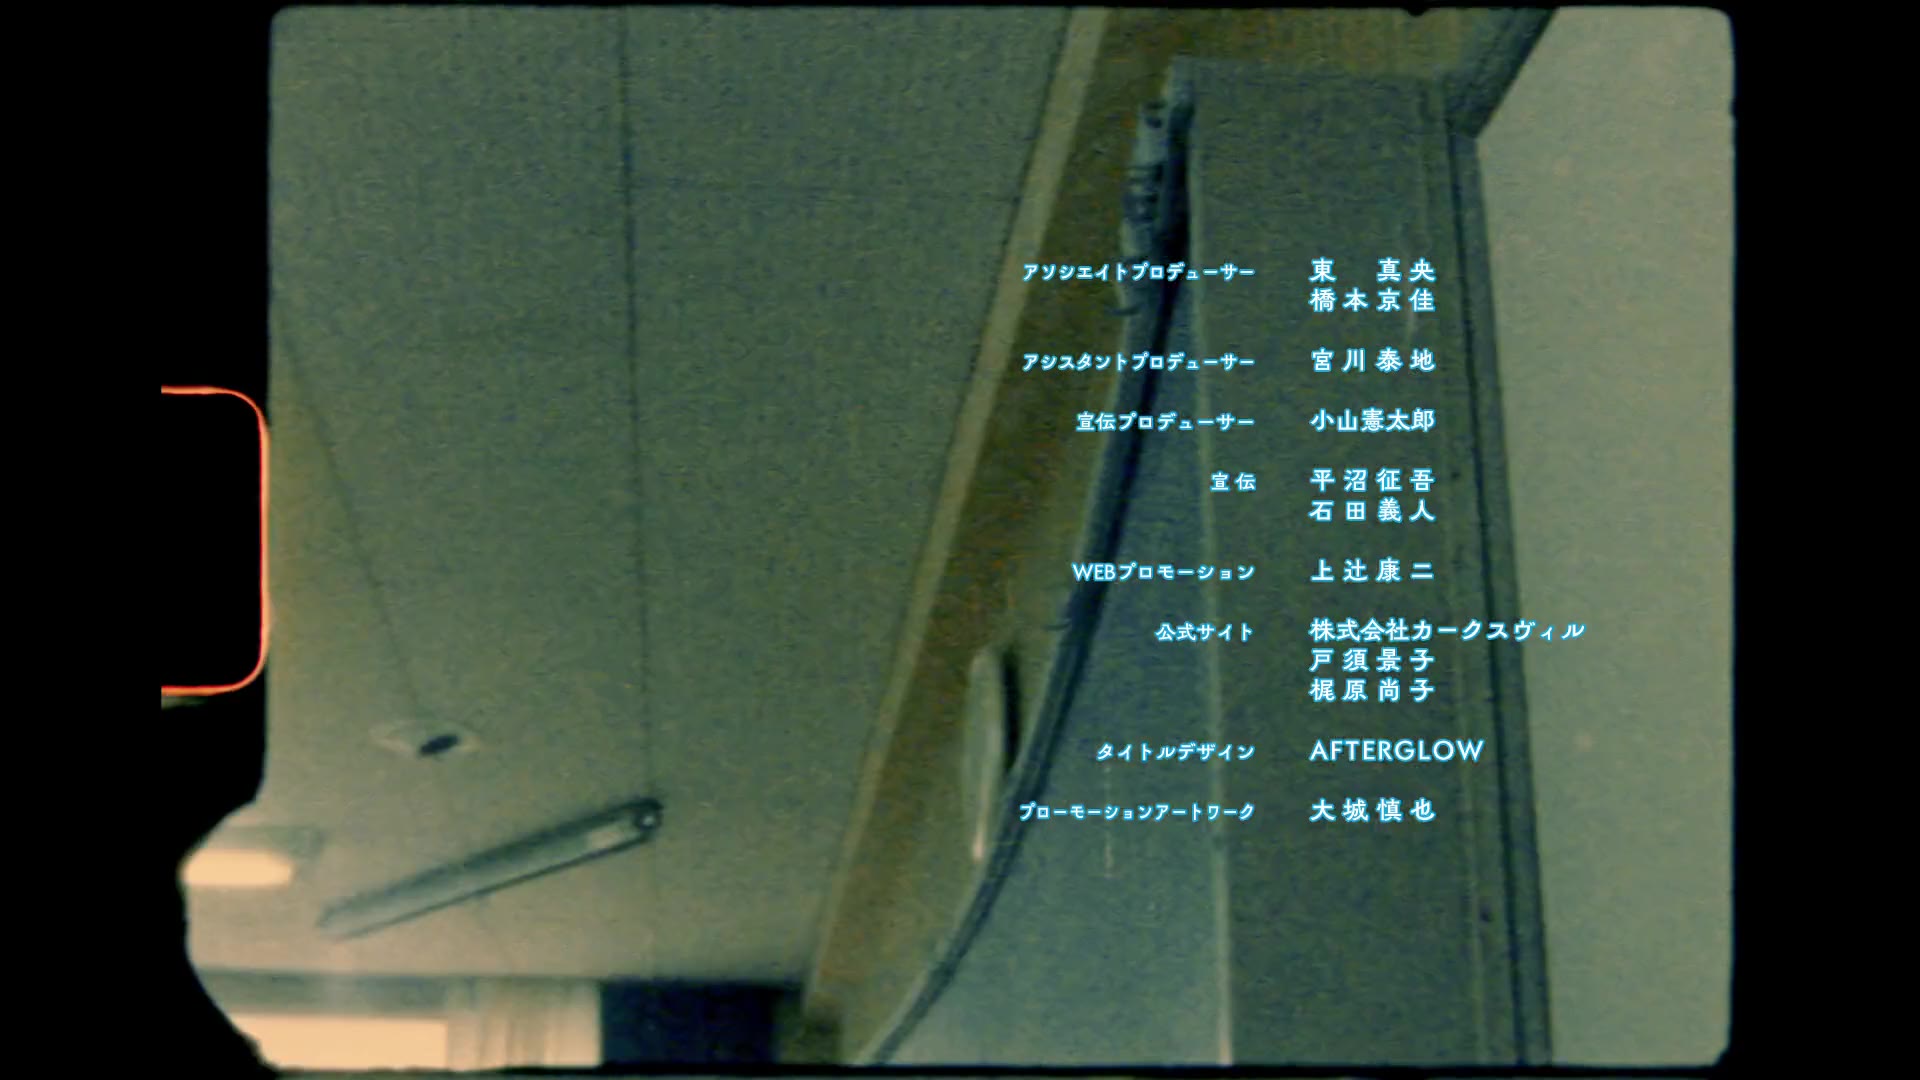 アソシエイトプロデューサー 東 真央
橋本京佳
アシスタントプロデューサー 宮川泰地
宣伝プロデューサー 小山憲太郎
宣伝 平沼征吾
石田義人
WEBプロモーション 上辻康二
公式サイト 株式会社カークスヴィル
戸須景子
梶原尚子
タイトルデザイン AFTERGLOW
プローモーションアートワーク 大城慎也